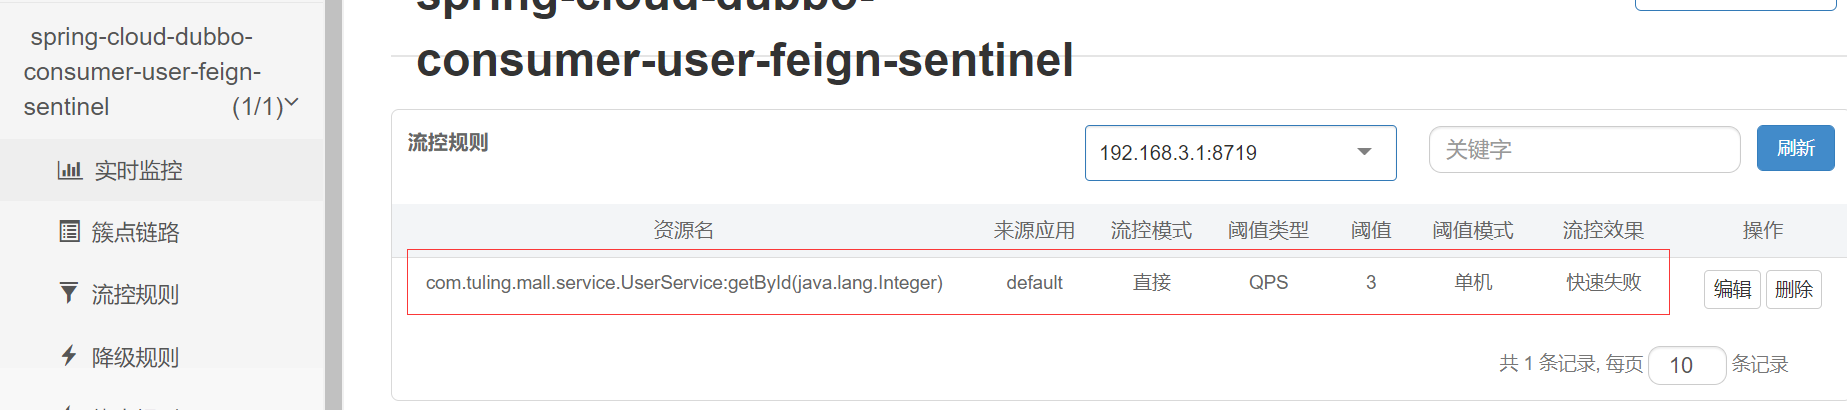 spring-cloud-dubbo-
consumer-user-feign-
sentinel (1/1)
实时监控
簇点链路
流控规则
降级规则
spring-cloud-dubbo-
consumer-user-feign-sentinel
流控规则 192.168.3.1:8719 关键字 刷新
资源名 来源应用 流控模式 阈值类型 阈值 阈值模式 流控效果 操作
com.tuling.mall.service.UserService:getById(java.lang.Integer) default 直接 QPS 3 单机 快速失败 编辑 删除
共 1 条记录, 每页 10 条记录